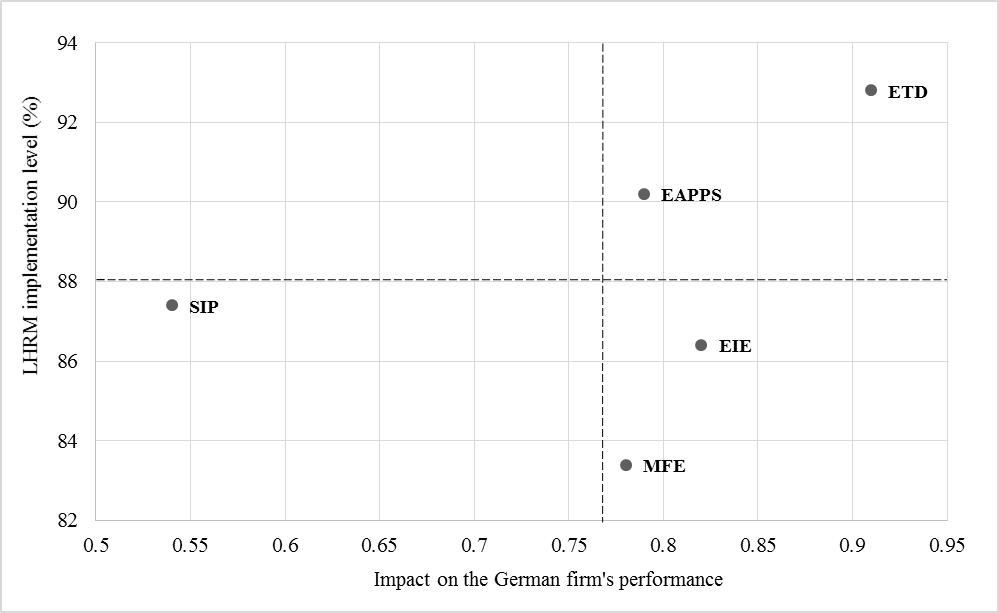 94
92
90
88
86
84
82
LHRM implementation level (%)
ETD
EAPPS
SIP
EIE
MFE
0.5 0.55 0.6 0.65 0.7 0.75 0.8 0.85 0.9 0.95
Impact on the German firm's performance